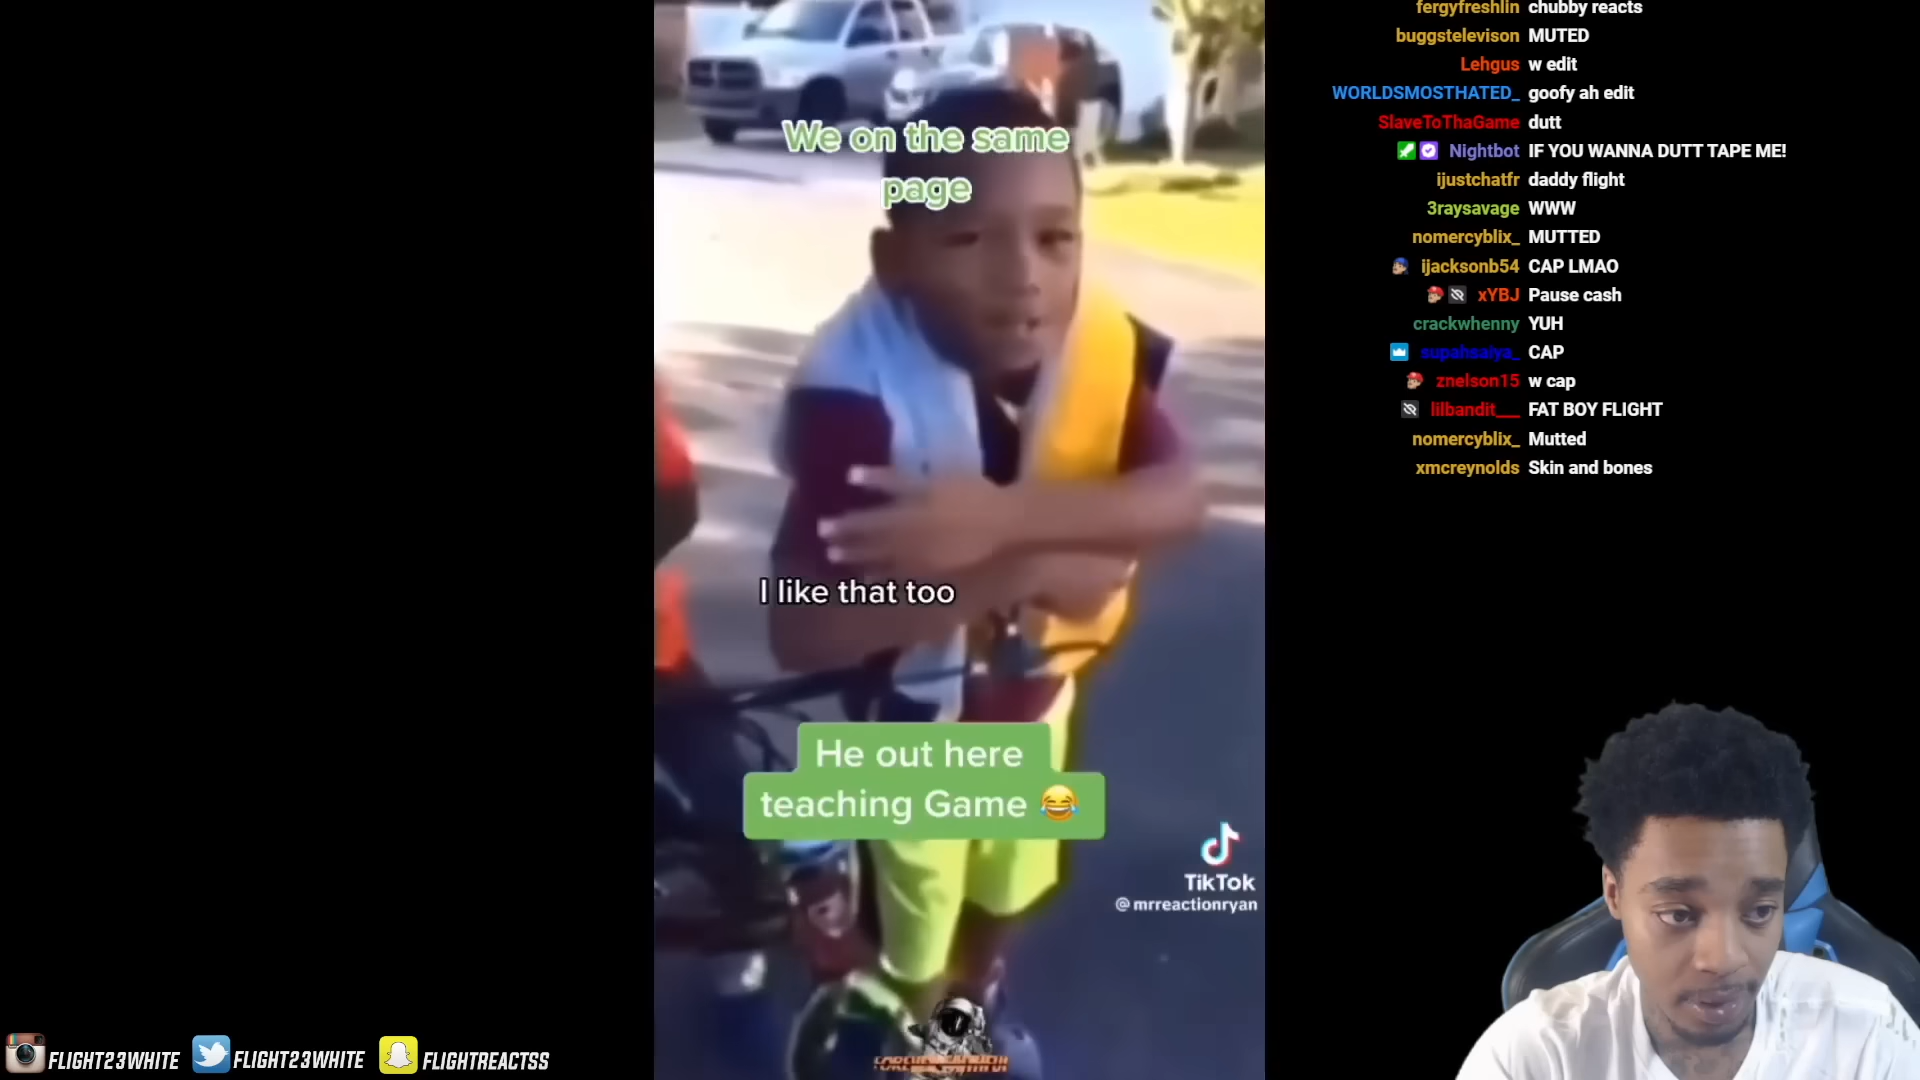 We on the same
page
I like that too
He out here
teaching Game 😂
TikTok
@mrreactionryan
fergyfreshlin chubby reacts
buggstelevison MUTED
Lehgus w edit
WORLDSMOSTHATED_ goofy ah edit
SlaveToThaGame dutt
Nightbot IF YOU WANNA DUTT TAPE ME!
ijustchatfr daddy flight
3raysavage WWW
nomercyblix_ MUTTED
ijacksonb54 CAP LMAO
xYBJ Pause cash
crackwhenny YUH
supahsaiya_ CAP
znelson15 w cap
lilbandit___ FAT BOY FLIGHT
nomercyblix_ Mutted
xmcreynolds Skin and bones
FLIGHT23WHITE
FLIGHT23WHITE
FLIGHTREACTSS